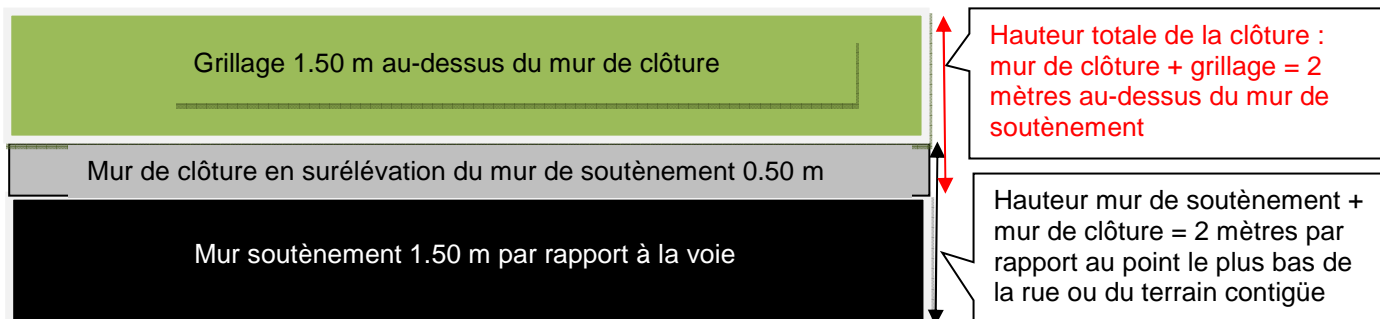 Grillage 1.50 m au-dessus du mur de clôture
Mur de clôture en surélévation du mur de soutènement 0.50 m
Mur soutènement 1.50 m par rapport à la voie
Hauteur totale de la clôture :
mur de clôture + grillage = 2
mètres au-dessus du mur de
soutènement
Hauteur mur de soutènement +
mur de clôture = 2 mètres par
rapport au point le plus bas de
la rue ou du terrain contigüe